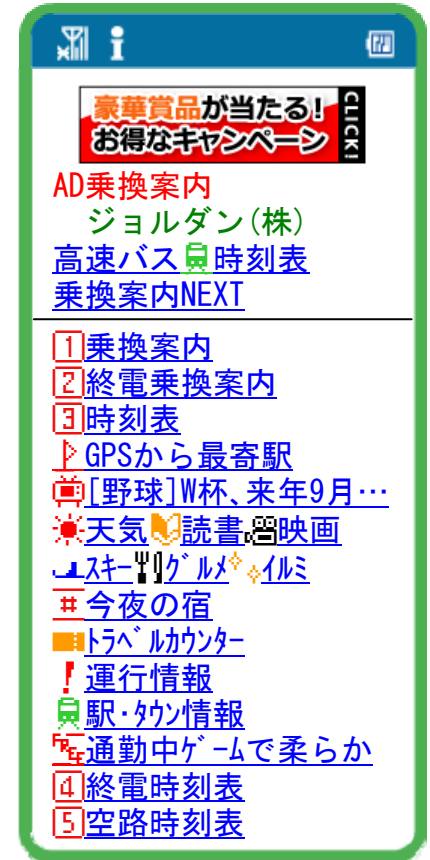 豪華賞品が当たる!
お得なキャンペーン
CLICK!
AD乗換案内
ジョルダン(株)
高速バス時刻表
乗換案内NEXT
1乗換案内
2終電乗換案内
3時刻表
GPSから最寄駅
[野球]W杯、来年9月…
天気読書映画
ｽｷｰｸﾞﾙﾒｲﾙﾐ
#今夜の宿
ﾄﾗﾍﾞﾙｶｳﾝﾀｰ
!運行情報
駅・ﾀｳﾝ情報
FREE通勤中ｹﾞｰﾑで柔らか
4終電時刻表
5空路時刻表